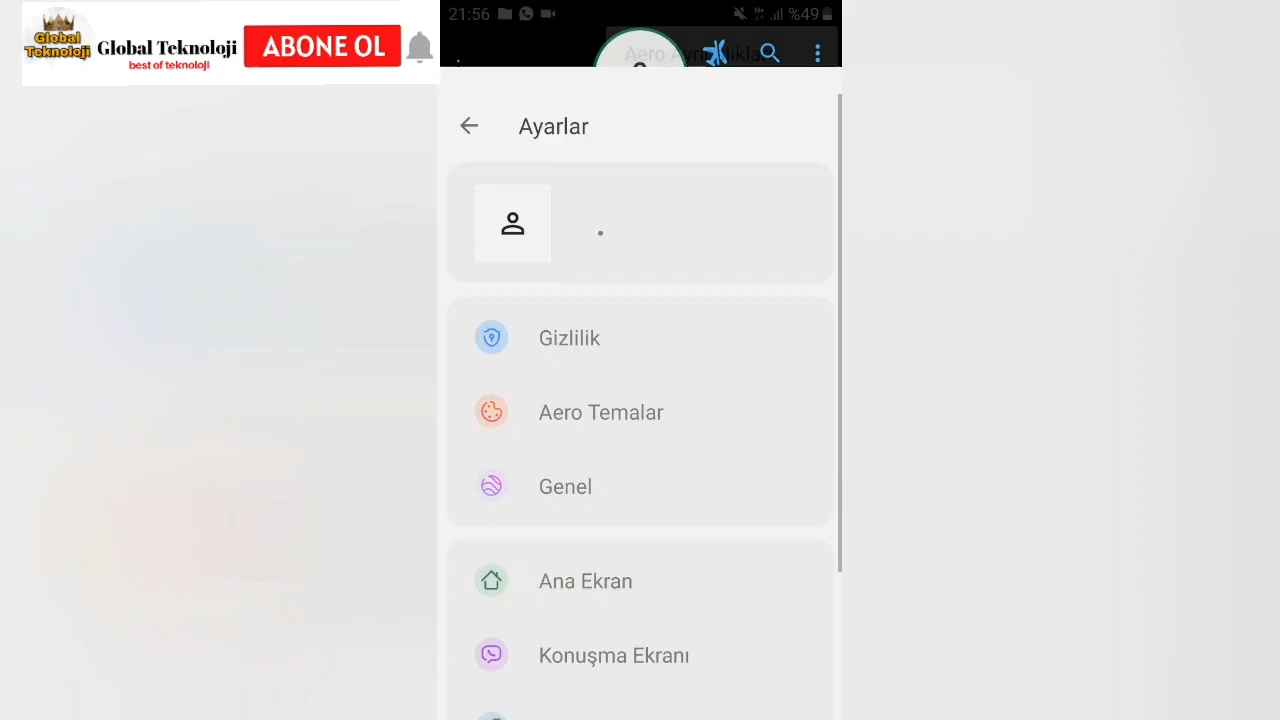 Global
Teknoloji
Global Teknoloji
best of teknoloji
ABONE OL
21:56
%49
Aero
Ayarlar
Gizlilik
Aero Temalar
Genel
Ana Ekran
Konuşma Ekranı